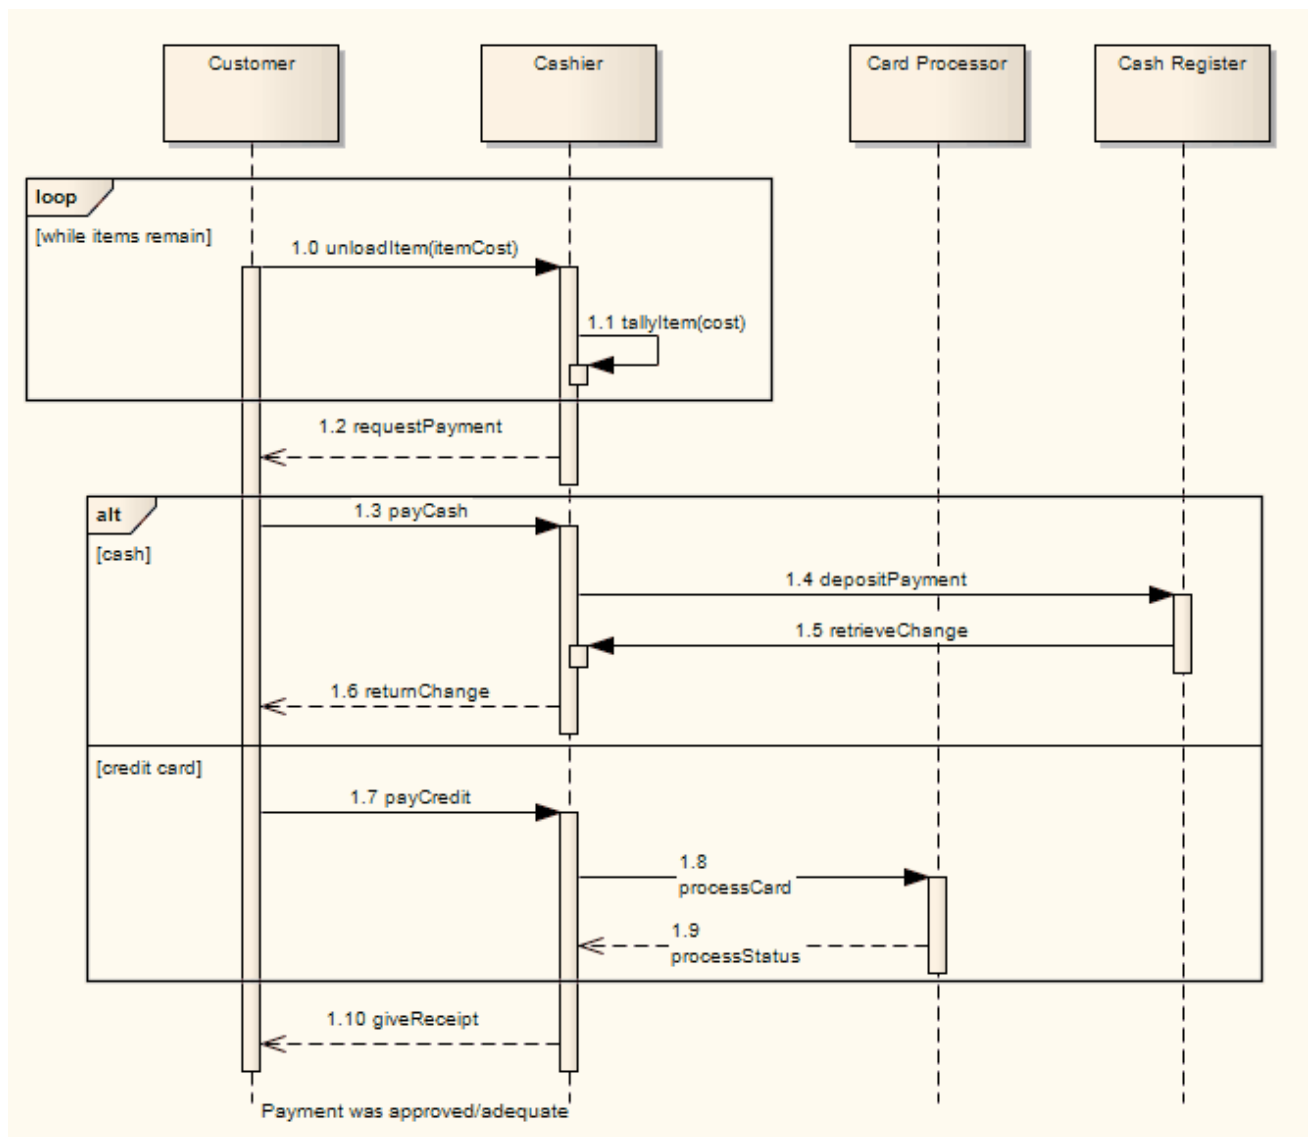 Customer
Cashier
Card Processor
Cash Register
loop
[while items remain]
1.0 unloadItem(itemCost)
1.1 tallyItem(cost)
1.2 requestPayment
alt
1.3 payCash
[cash]
1.4 depositPayment
1.5 retrieveChange
1.6 returnChange
[credit card]
1.7 payCredit
1.8
processCard
1.9
processStatus
1.10 giveReceipt
Payment was approved/adequate